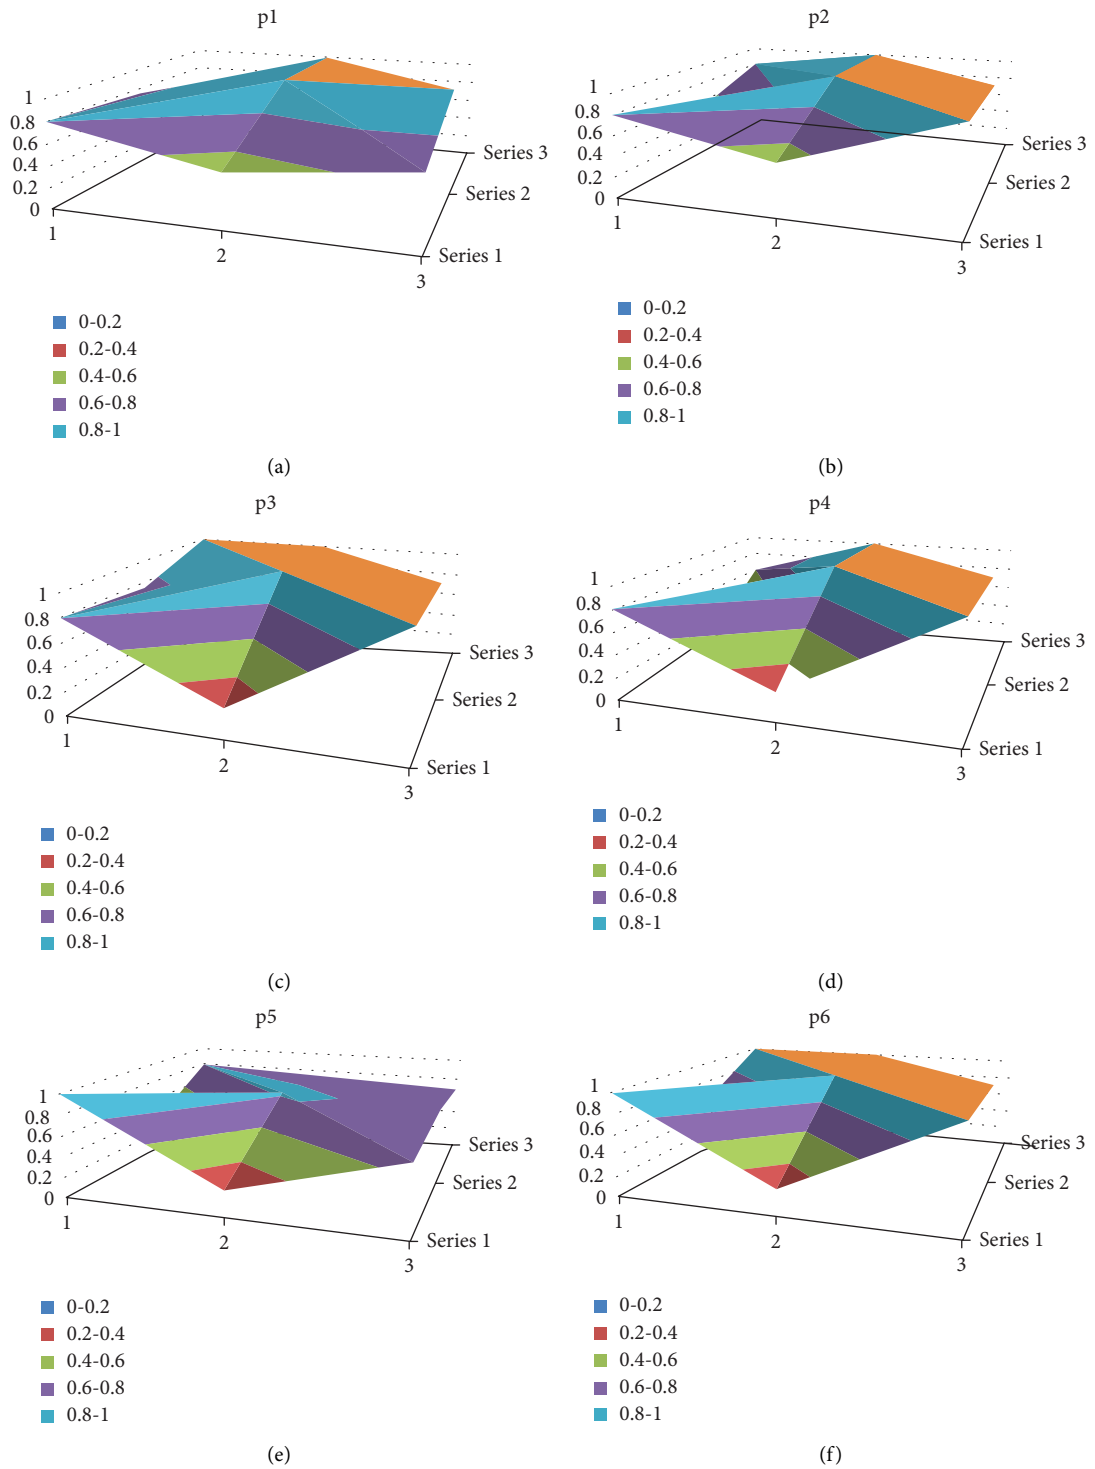 p1
1
0.8
0.6
0.4
0.2
0
1
2
3
Series 1
Series 2
Series 3
0-0.2
0.2-0.4
0.4-0.6
0.6-0.8
0.8-1
(a)
p2
1
0.8
0.6
0.4
0.2
0
1
2
3
Series 1
Series 2
Series 3
0-0.2
0.2-0.4
0.4-0.6
0.6-0.8
0.8-1
(b)
p3
1
0.8
0.6
0.4
0.2
0
1
2
3
Series 1
Series 2
Series 3
0-0.2
0.2-0.4
0.4-0.6
0.6-0.8
0.8-1
(c)
p4
1
0.8
0.6
0.4
0.2
0
1
2
3
Series 1
Series 2
Series 3
0-0.2
0.2-0.4
0.4-0.6
0.6-0.8
0.8-1
(d)
p5
1
0.8
0.6
0.4
0.2
0
1
2
3
Series 1
Series 2
Series 3
0-0.2
0.2-0.4
0.4-0.6
0.6-0.8
0.8-1
(e)
p6
1
0.8
0.6
0.4
0.2
0
1
2
3
Series 1
Series 2
Series 3
0-0.2
0.2-0.4
0.4-0.6
0.6-0.8
0.8-1
(f)